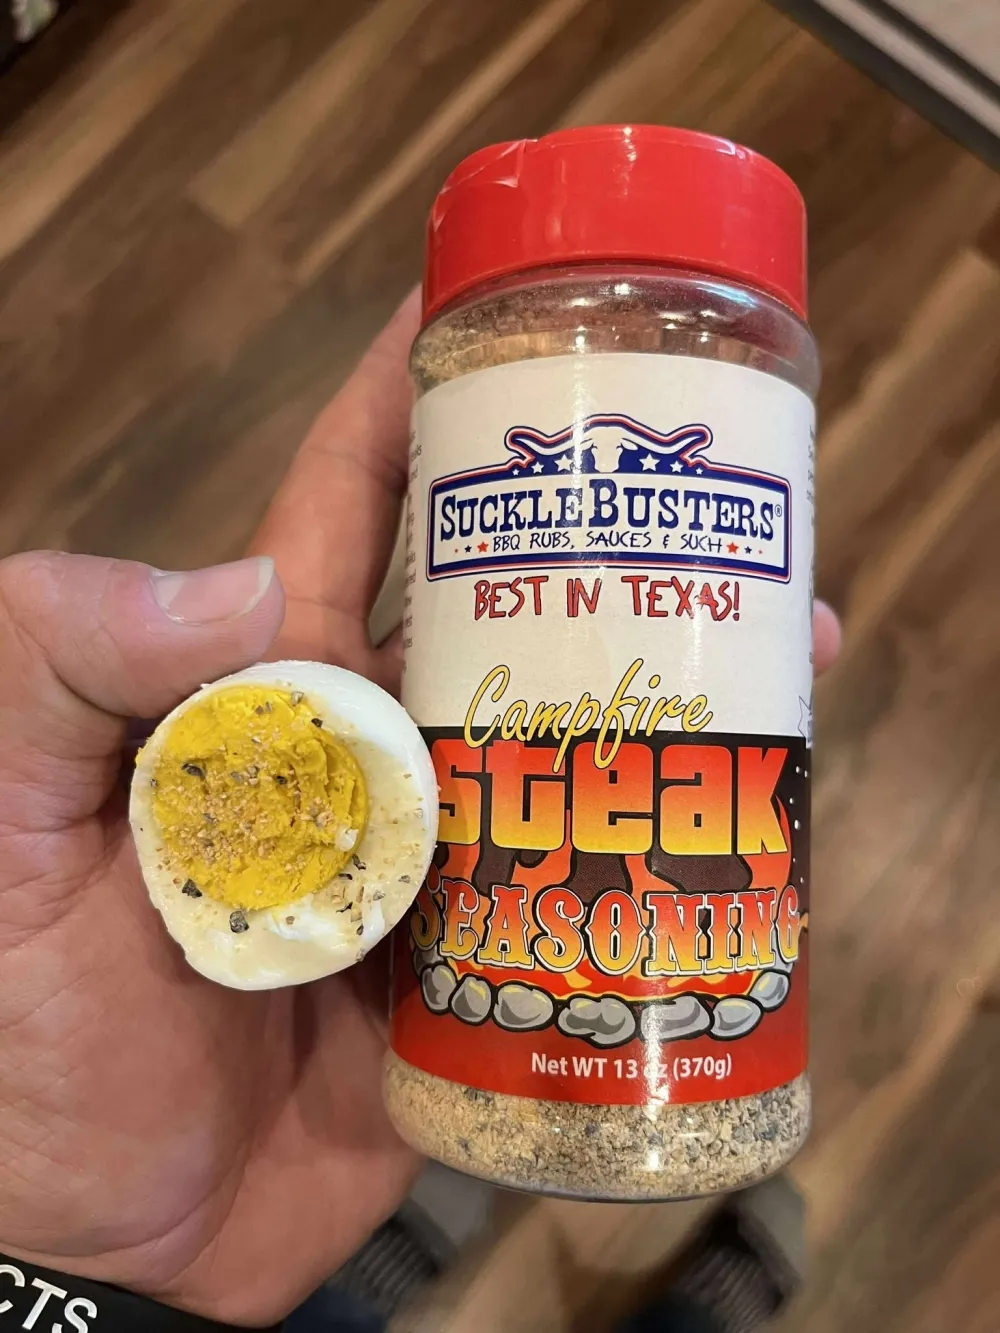 SUCKLEBUSTERS®
BBQ RUBS, SAUCES & SUCH
BEST IN TEXAS!
Campfire
Steak
SEASONING
Net WT 13 oz (370g)
CTS